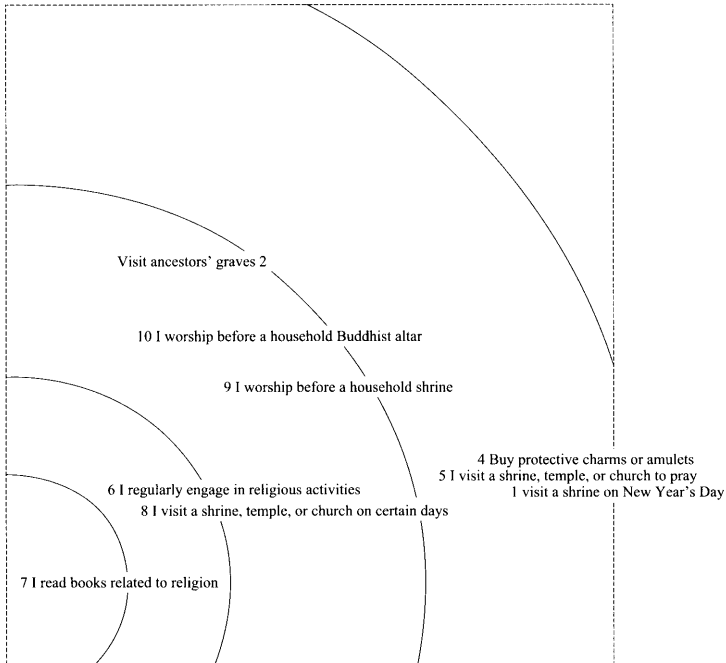 Visit ancestors' graves 2
10 I worship before a household Buddhist altar
9 I worship before a household shrine
4 Buy protective charms or amulets
5 I visit a shrine, temple, or church to pray
1 visit a shrine on New Year's Day
6 I regularly engage in religious activities
8 I visit a shrine, temple, or church on certain days
7 I read books related to religion